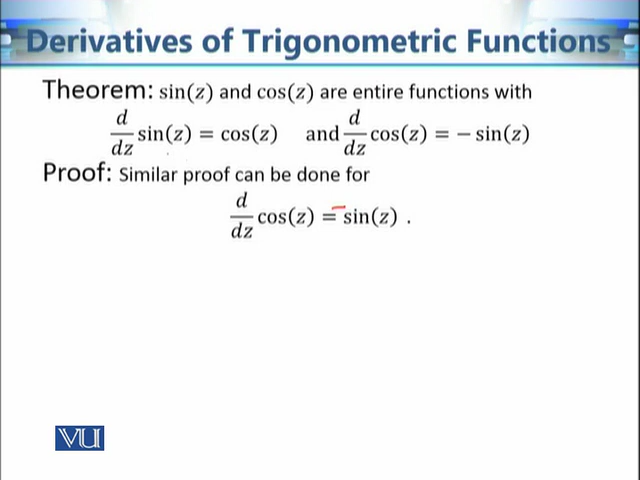 Derivatives of Trigonometric Functions
Theorem: sin(z) and cos(z) are entire functions with
d/dz sin(z) = cos(z) and d/dz cos(z) = − sin(z)
Proof: Similar proof can be done for
d/dz cos(z) = −sin(z) .
VU